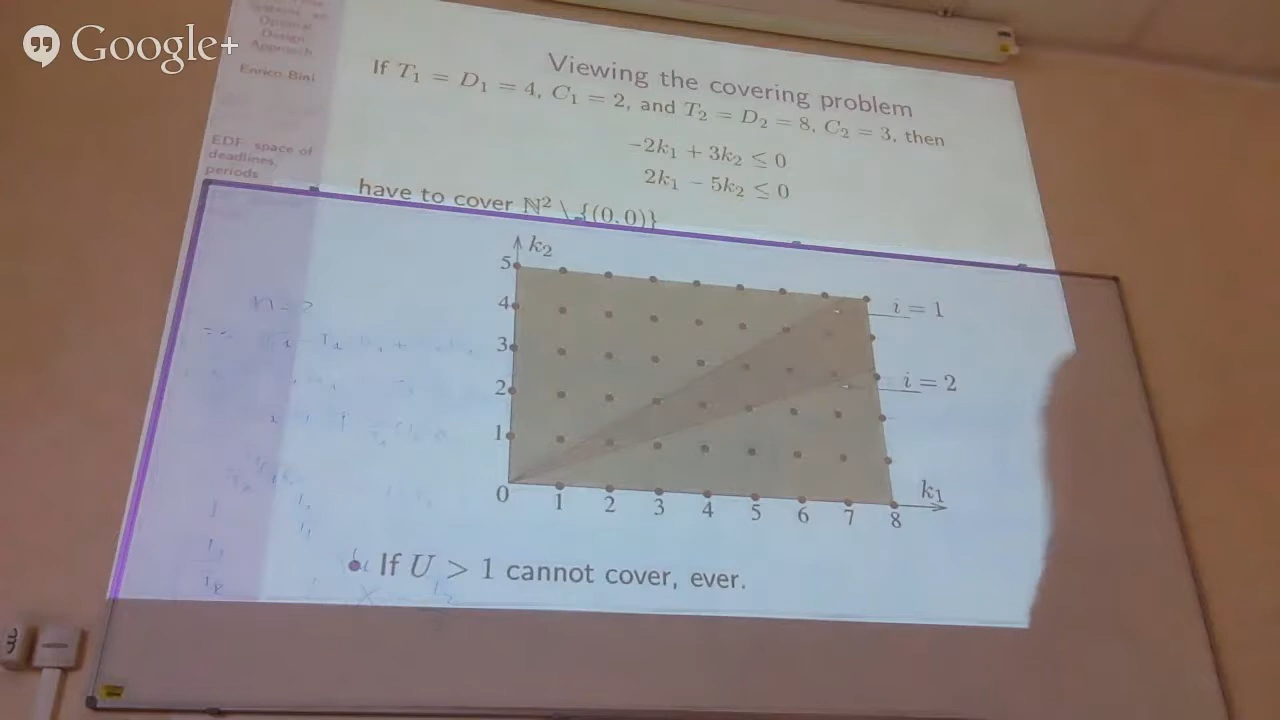 Google+
Optimal
Design
Approach
Enrico Bini
EDF: space of
deadlines,
periods
Viewing the covering problem
If T₁ = D₁ = 4, C₁ = 2, and T₂ = D₂ = 8, C₂ = 3, then
-2k₁ + 3k₂ ≤ 0
2k₁ − 5k₂ ≤ 0
have to cover ℕ² \ {(0,0)}
k₂
5
4
3
2
1
0
1 2 3 4 5 6 7 8
k₁
i = 1
i = 2
If U > 1 cannot cover, ever.